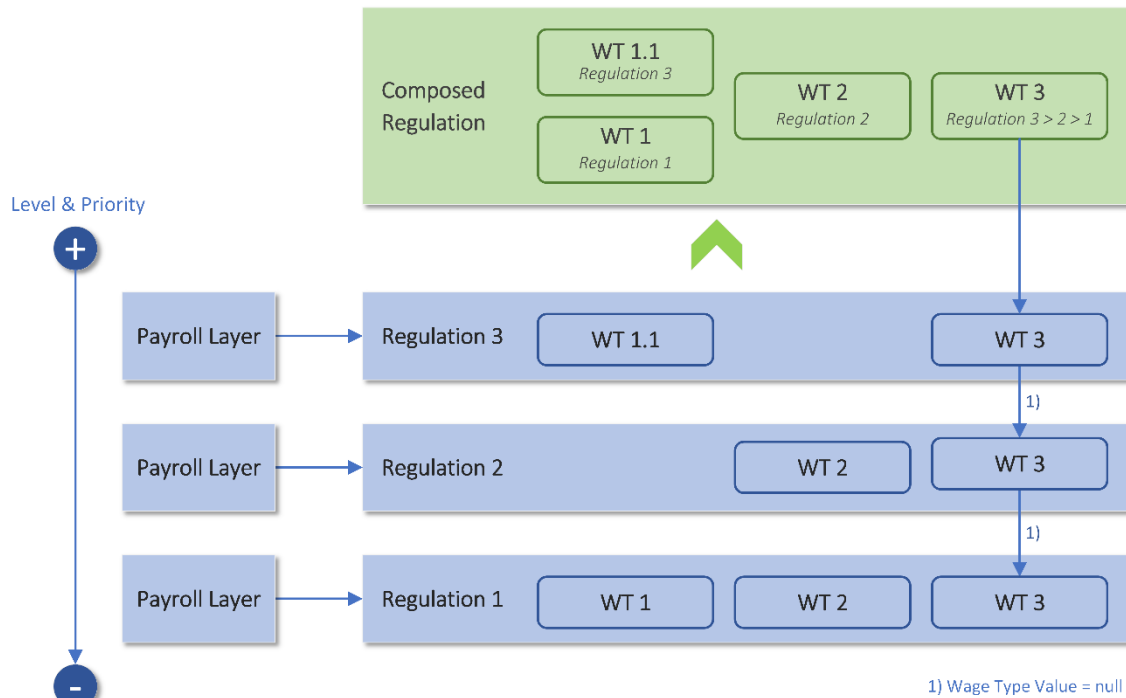 WT 1.1
Regulation 3
Composed
Regulation
WT 2
Regulation 2
WT 3
Regulation 3 > 2 > 1
WT 1
Regulation 1
Level & Priority
+
Payroll Layer
Regulation 3
WT 1.1
WT 3
1)
Payroll Layer
Regulation 2
WT 2
WT 3
1)
Payroll Layer
Regulation 1
WT 1
WT 2
WT 3
-
1) Wage Type Value = null